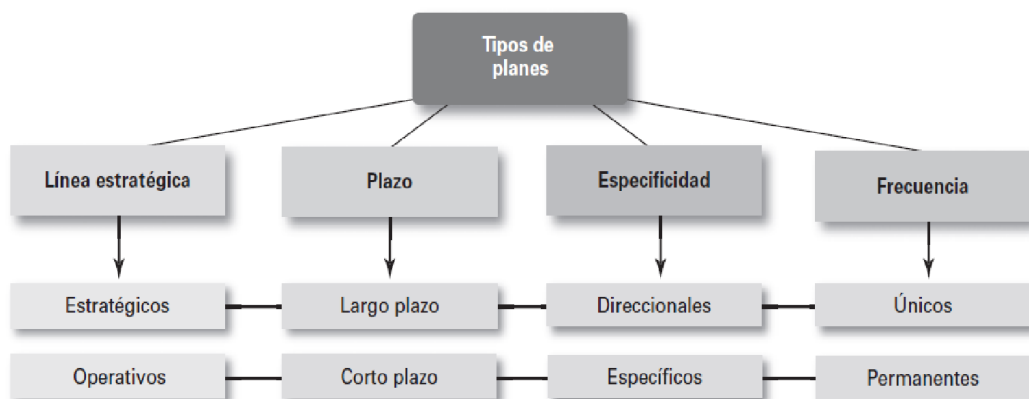 Tipos de
planes
Línea estratégica
Plazo
Especificidad
Frecuencia
Estratégicos
Largo plazo
Direccionales
Únicos
Operativos
Corto plazo
Específicos
Permanentes